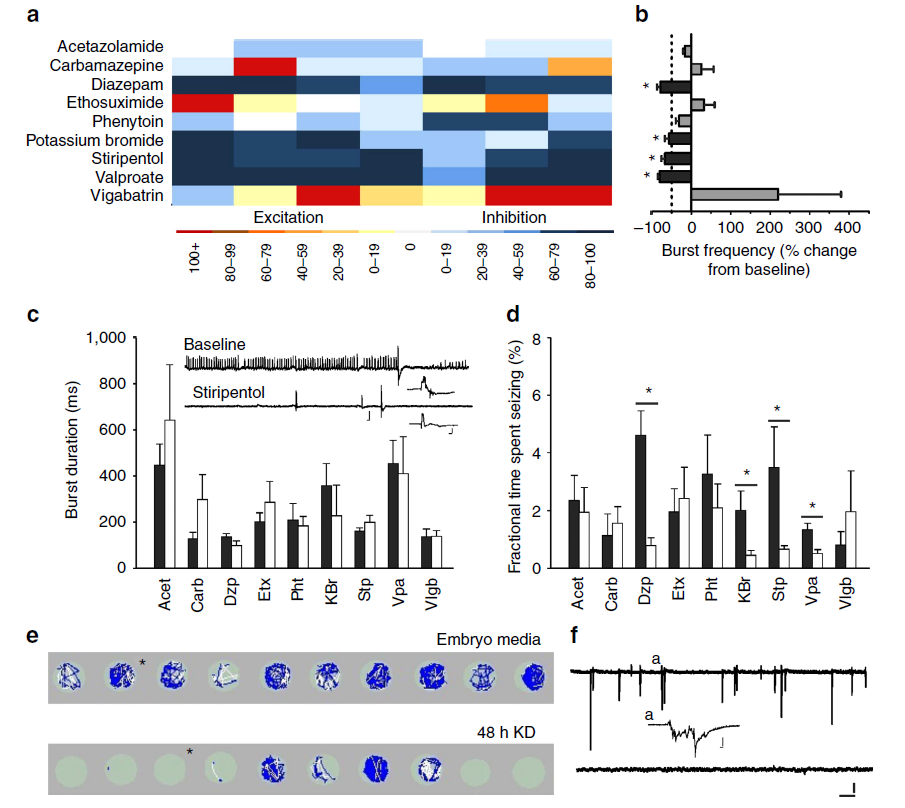 a
Acetazolamide
Carbamazepine
Diazepam
Ethosuximide
Phenytoin
Potassium bromide
Stiripentol
Valproate
Vigabatrin
Excitation Inhibition
100+ 80–99 60–79 40–59 20–39 0–19 0 0–19 20–39 40–59 60–79 80–100
b
*
*
*
*
–100 0 100 200 300 400
Burst frequency (% change
from baseline)
c
Burst duration (ms)
1,000
800
600
400
200
0
Baseline
Stiripentol
Acet Carb Dzp Etx Pht KBr Stp Vpa VIgb
d
Fractional time spent seizing (%)
8
6
4
2
0
* * * *
Acet Carb Dzp Etx Pht KBr Stp Vpa VIgb
e
Embryo media
*
48 h KD
*
f
a
a